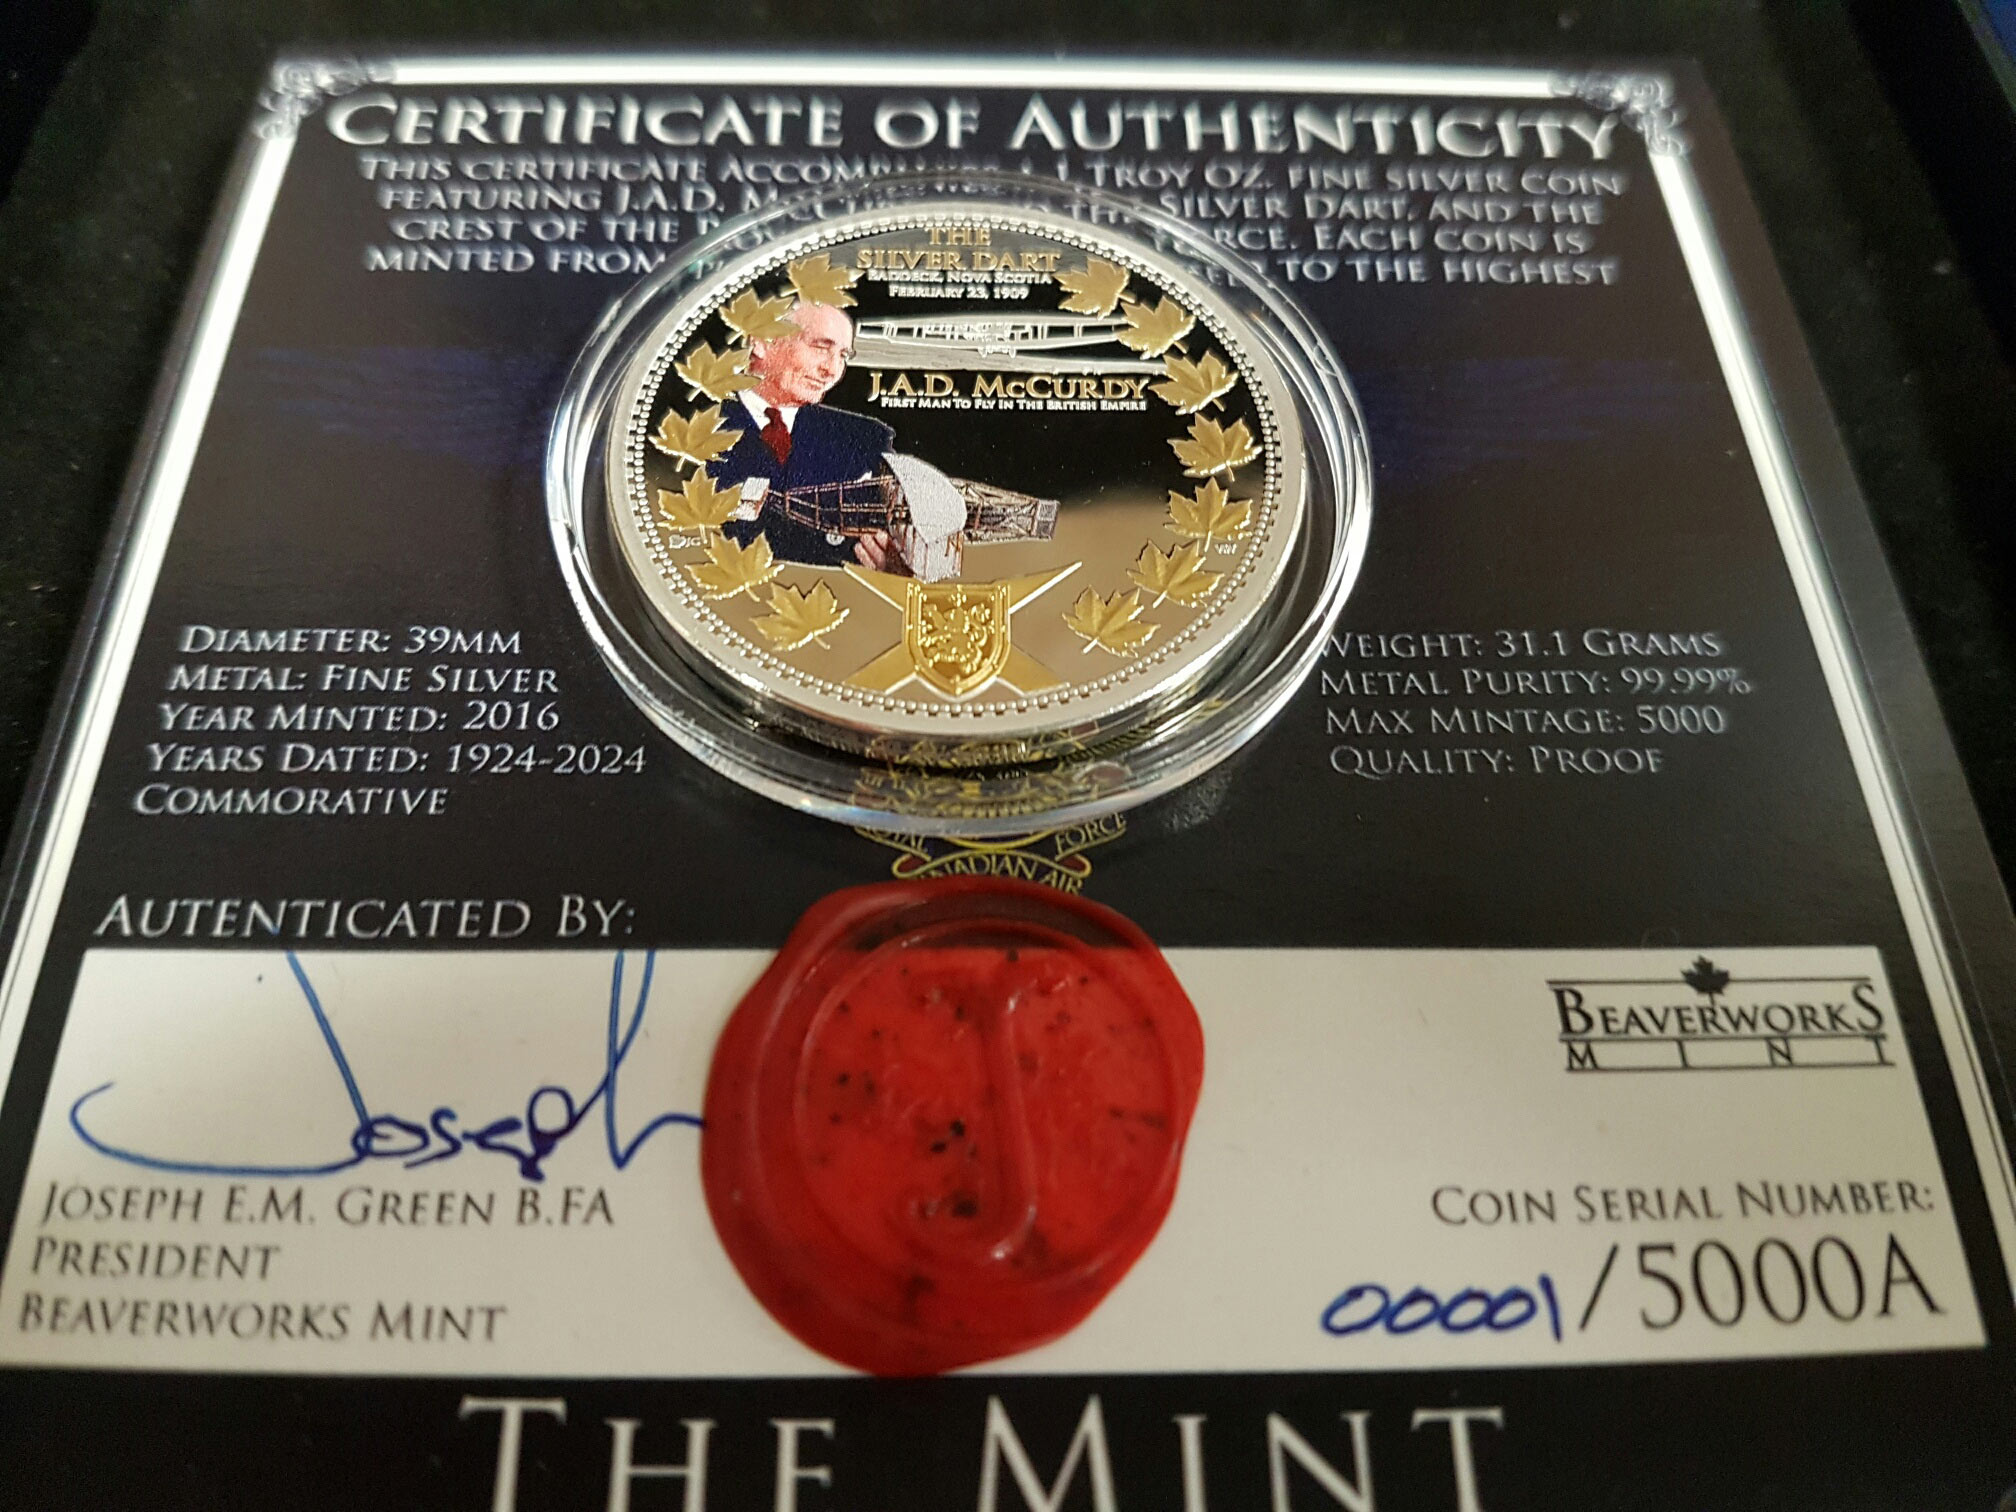 CERTIFICATE OF AUTHENTICITY
THIS CERTIFICATE 1 TROY OZ. FINE SILVER COIN
FEATURING J.A.D. SILVER DART, AND THE
CREST OF THE EACH COIN IS
MINTED FROM TO THE HIGHEST
THE
SILVER DART
BADDECK, NOVA SCOTIA
FEBRUARY 23, 1909
J.A.D. MCCURDY
FIRST MAN TO FLY IN THE BRITISH EMPIRE
DIAMETER: 39MM
METAL: FINE SILVER
YEAR MINTED: 2016
YEARS DATED: 1924-2024
COMMORATIVE
WEIGHT: 31.1 GRAMS
METAL PURITY: 99.99%
MAX MINTAGE: 5000
QUALITY: PROOF
FORCE
AIR
AUTENTICATED BY:
Joseph
JOSEPH E.M. GREEN B.FA
PRESIDENT
BEAVERWORKS MINT
BEAVERWORKS
MINT
COIN SERIAL NUMBER:
00001/5000A
THE MINT